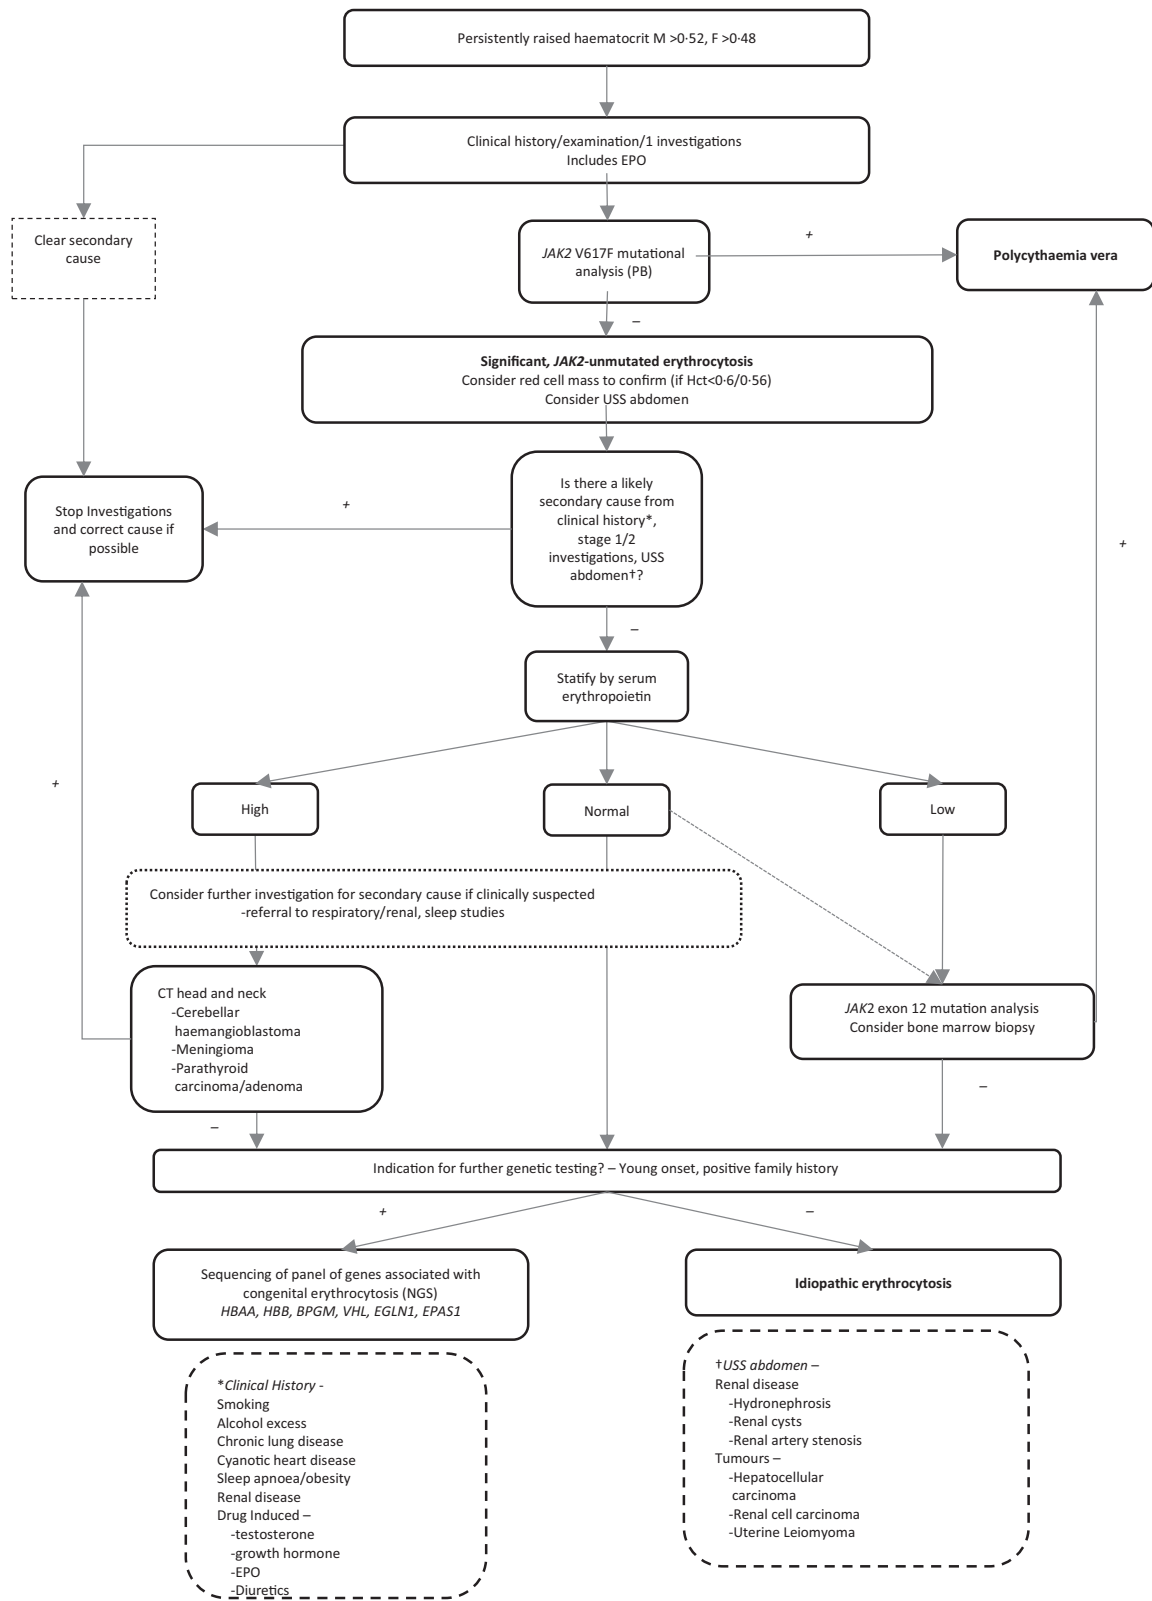 Persistently raised haematocrit M >0·52, F >0·48
Clinical history/examination/1 investigations
Includes EPO
Clear secondary
cause
JAK2 V617F mutational
analysis (PB)
+
Polycythaemia vera
–
Significant, JAK2-unmutated erythrocytosis
Consider red cell mass to confirm (if Hct<0·6/0·56)
Consider USS abdomen
Stop Investigations
and correct cause if
possible
+
Is there a likely
secondary cause from
clinical history*,
stage 1/2
investigations, USS
abdomen†?
+
–
Statify by serum
erythropoietin
+
High
Normal
Low
Consider further investigation for secondary cause if clinically suspected
-referral to respiratory/renal, sleep studies
CT head and neck
-Cerebellar
haemangioblastoma
-Meningioma
-Parathyroid
carcinoma/adenoma
JAK2 exon 12 mutation analysis
Consider bone marrow biopsy
–
–
Indication for further genetic testing? – Young onset, positive family history
+
–
Sequencing of panel of genes associated with
congenital erythrocytosis (NGS)
HBAA, HBB, BPGM, VHL, EGLN1, EPAS1
Idiopathic erythrocytosis
*Clinical History -
Smoking
Alcohol excess
Chronic lung disease
Cyanotic heart disease
Sleep apnoea/obesity
Renal disease
Drug Induced –
-testosterone
-growth hormone
-EPO
-Diuretics
†USS abdomen –
Renal disease
-Hydronephrosis
-Renal cysts
-Renal artery stenosis
Tumours –
-Hepatocellular
carcinoma
-Renal cell carcinoma
-Uterine Leiomyoma